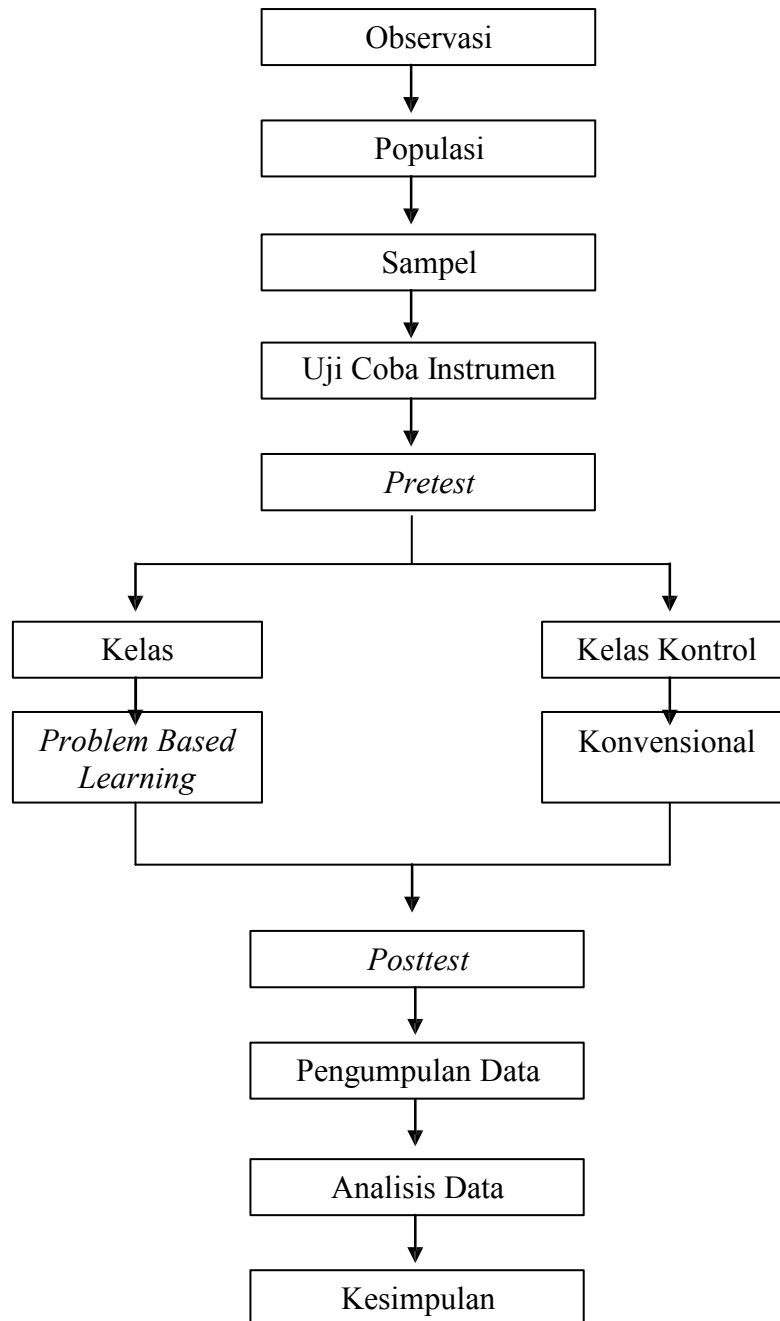 Observasi
Populasi
Sampel
Uji Coba Instrumen
Pretest
Kelas
Kelas Kontrol
Problem Based
Learning
Konvensional
Posttest
Pengumpulan Data
Analisis Data
Kesimpulan